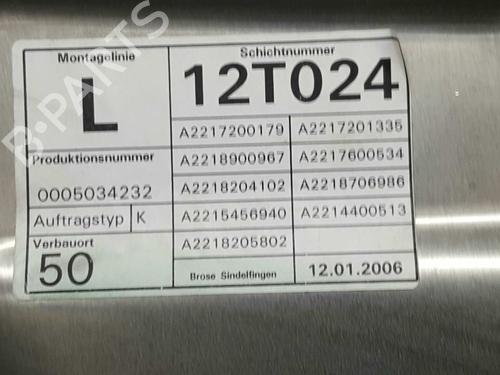 Montagelinie
L
Schichtnummer
12T024
Produktionsnummer
0005034232
Auftragstyp K
Verbauort
50
A2217200179 A2217201335
A2218900967 A2217600534
A2218204102 A2218706986
A2215456940 A2214400513
A2218205802
Brose Sindelfingen 12.01.2006
B-PARTS